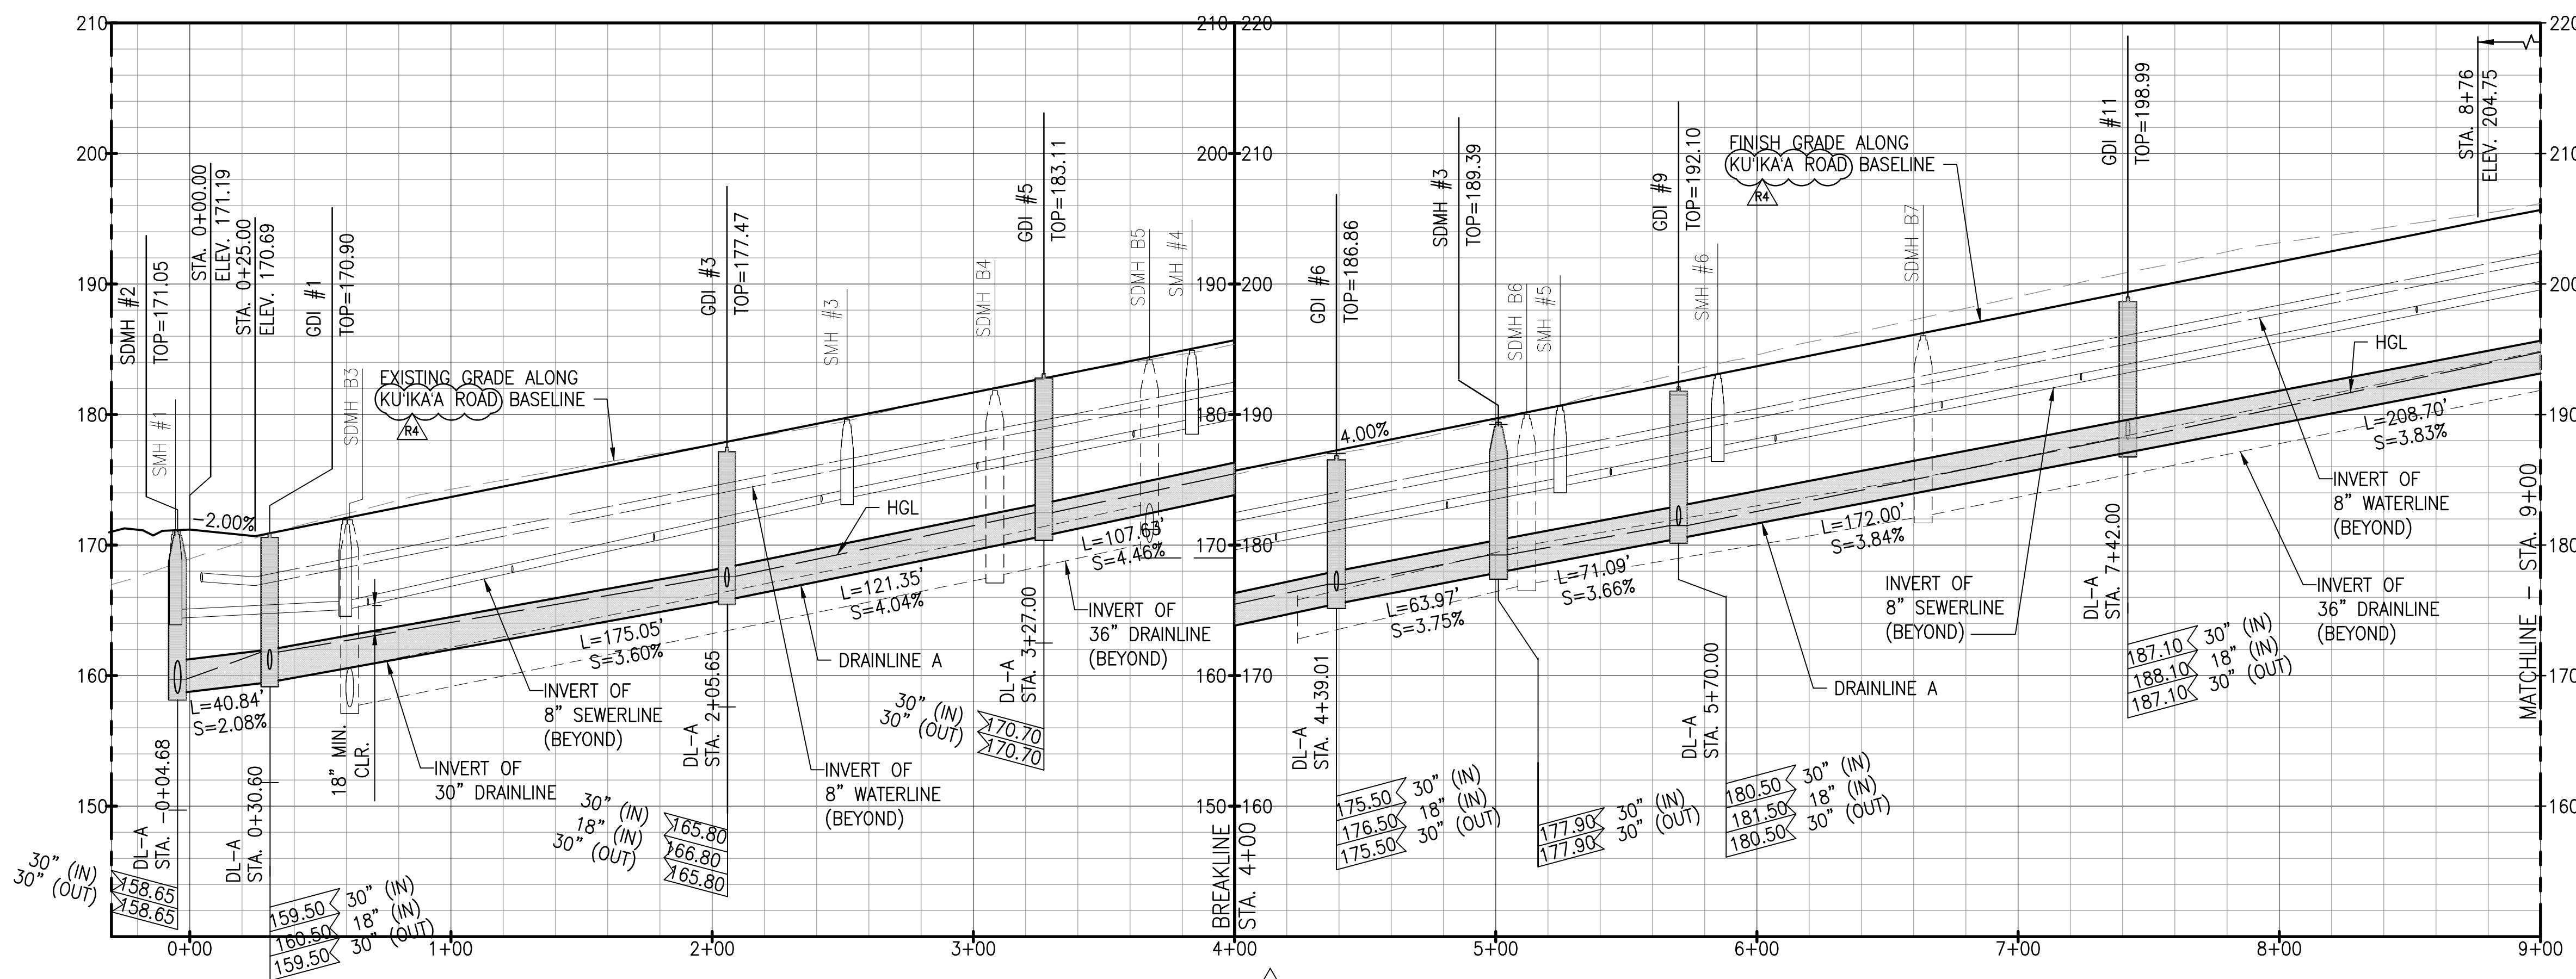 210
200
190
180
170
160
150
SDMH #2
TOP=171.05
STA. 0+00.00
ELEV. 171.19
STA. 0+25.00
ELEV. 170.69
GDI #1
TOP=170.90
SMH #1
SDMH B3
-2.00%
EXISTING GRADE ALONG
KU'IKA'A ROAD BASELINE
R4
GDI #3
TOP=177.47
SMH #3
SDMH B4
GDI #5
TOP=183.11
SDMH B5
SMH #4
HGL
L=40.84'
S=2.08%
L=175.05'
S=3.60%
L=121.35'
S=4.04%
L=107.63'
S=4.46%
18" MIN.
CLR.
INVERT OF
30" DRAINLINE
INVERT OF
8" SEWERLINE
(BEYOND)
INVERT OF
8" WATERLINE
(BEYOND)
DRAINLINE A
INVERT OF
36" DRAINLINE
(BEYOND)
DL-A
STA. -0+04.68
30" (IN) 158.65
30" (OUT) 158.65
DL-A
STA. 0+30.60
159.50 30" (IN)
160.50 18" (IN)
159.50 30" (OUT)
DL-A
STA. 2+05.65
30" (IN) 165.80
18" (IN) 166.80
30" (OUT) 165.80
DL-A
STA. 3+27.00
30" (IN) 170.70
30" (OUT) 170.70
BREAKLINE
STA. 4+00
210 220
200 210
190 200
180 190
170 180
160 170
150 160
GDI #6
TOP=186.86
4.00%
SDMH #3
TOP=189.39
SDMH B6
SMH #5
GDI #9
TOP=192.10
SMH #6
FINISH GRADE ALONG
KU'IKA'A ROAD BASELINE
R4
SDMH B7
GDI #11
TOP=198.99
STA. 8+76
ELEV. 204.75
HGL
L=63.97'
S=3.75%
L=71.09'
S=3.66%
L=172.00'
S=3.84%
L=208.70'
S=3.83%
INVERT OF
8" SEWERLINE
(BEYOND)
DRAINLINE A
INVERT OF
8" WATERLINE
(BEYOND)
INVERT OF
36" DRAINLINE
(BEYOND)
DL-A
STA. 4+39.01
175.50 30" (IN)
176.50 18" (IN)
175.50 30" (OUT)
177.90 30" (IN)
177.90 30" (OUT)
DL-A
STA. 5+70.00
180.50 30" (IN)
181.50 18" (IN)
180.50 30" (OUT)
DL-A
STA. 7+42.00
187.10 30" (IN)
188.10 18" (IN)
187.10 30" (OUT)
MATCHLINE - STA. 9+00
220
210
200
190
180
170
160
0+00 1+00 2+00 3+00 4+00 5+00 6+00 7+00 8+00 9+00